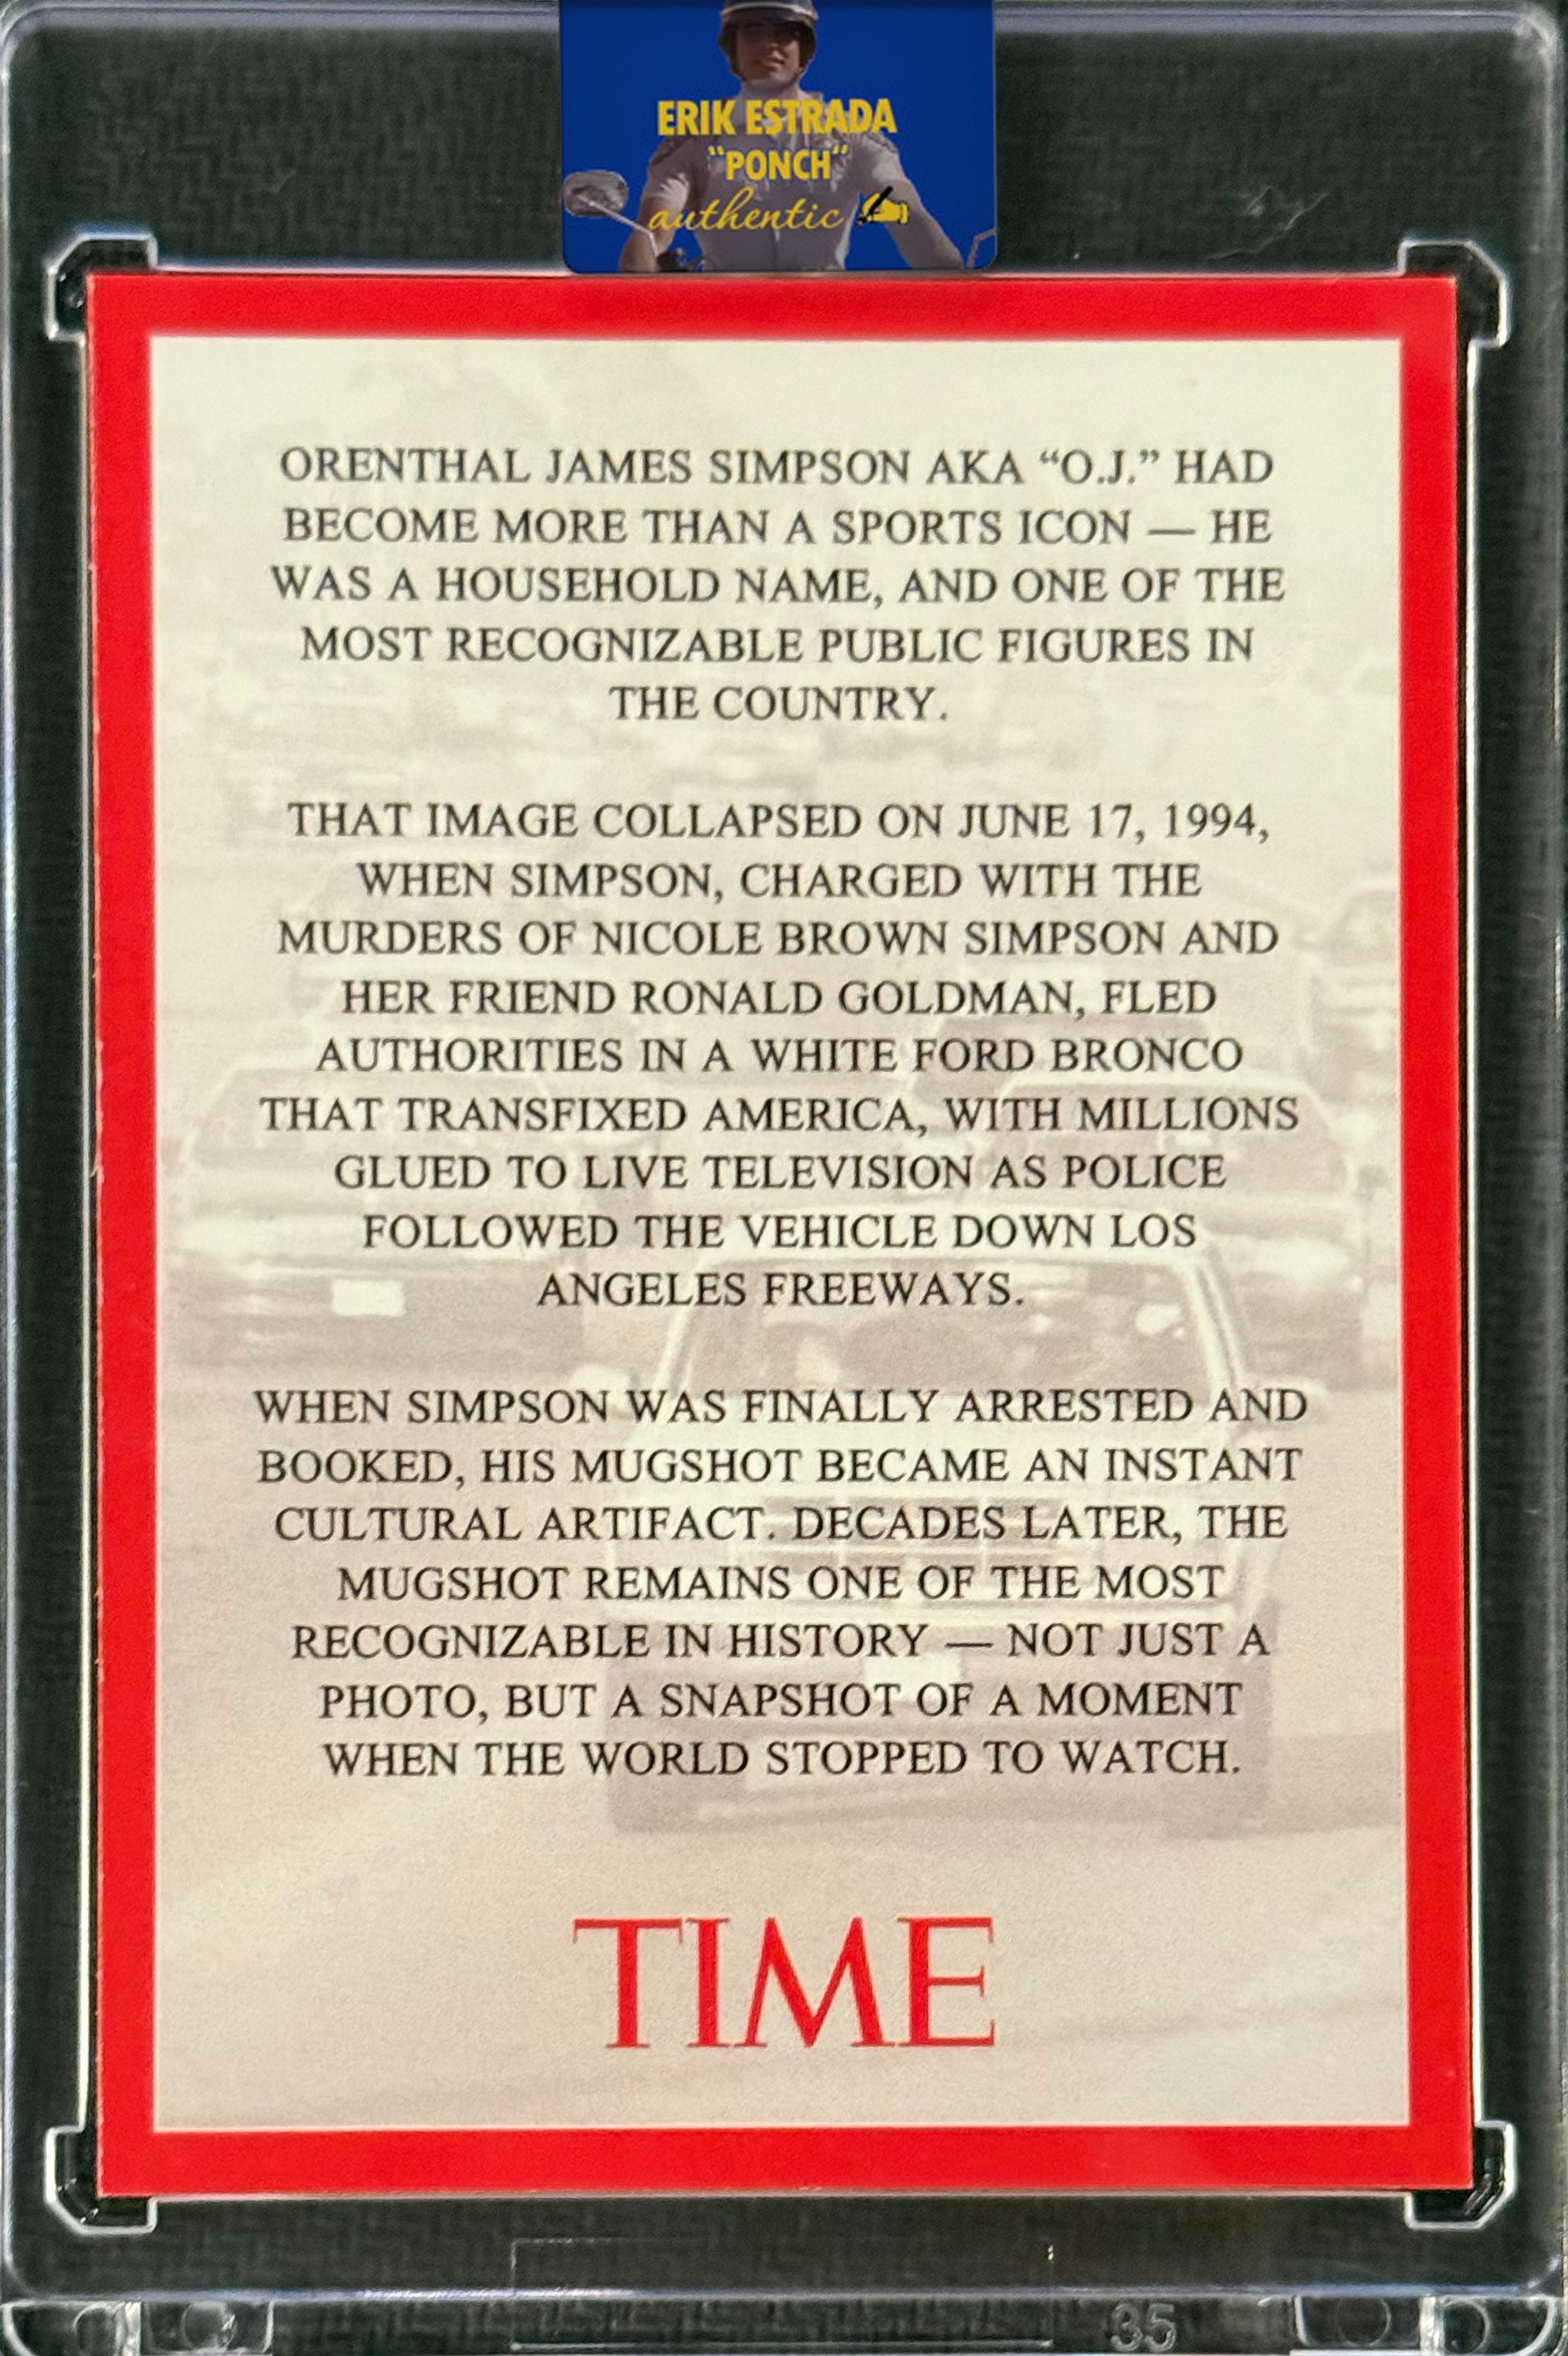 ERIK ESTRADA
"PONCH"
authentic
ORENTHAL JAMES SIMPSON AKA “O.J.” HAD
BECOME MORE THAN A SPORTS ICON — HE
WAS A HOUSEHOLD NAME, AND ONE OF THE
MOST RECOGNIZABLE PUBLIC FIGURES IN
THE COUNTRY.
THAT IMAGE COLLAPSED ON JUNE 17, 1994,
WHEN SIMPSON, CHARGED WITH THE
MURDERS OF NICOLE BROWN SIMPSON AND
HER FRIEND RONALD GOLDMAN, FLED
AUTHORITIES IN A WHITE FORD BRONCO
THAT TRANSFIXED AMERICA, WITH MILLIONS
GLUED TO LIVE TELEVISION AS POLICE
FOLLOWED THE VEHICLE DOWN LOS
ANGELES FREEWAYS.
WHEN SIMPSON WAS FINALLY ARRESTED AND
BOOKED, HIS MUGSHOT BECAME AN INSTANT
CULTURAL ARTIFACT. DECADES LATER, THE
MUGSHOT REMAINS ONE OF THE MOST
RECOGNIZABLE IN HISTORY — NOT JUST A
PHOTO, BUT A SNAPSHOT OF A MOMENT
WHEN THE WORLD STOPPED TO WATCH.
TIME
35